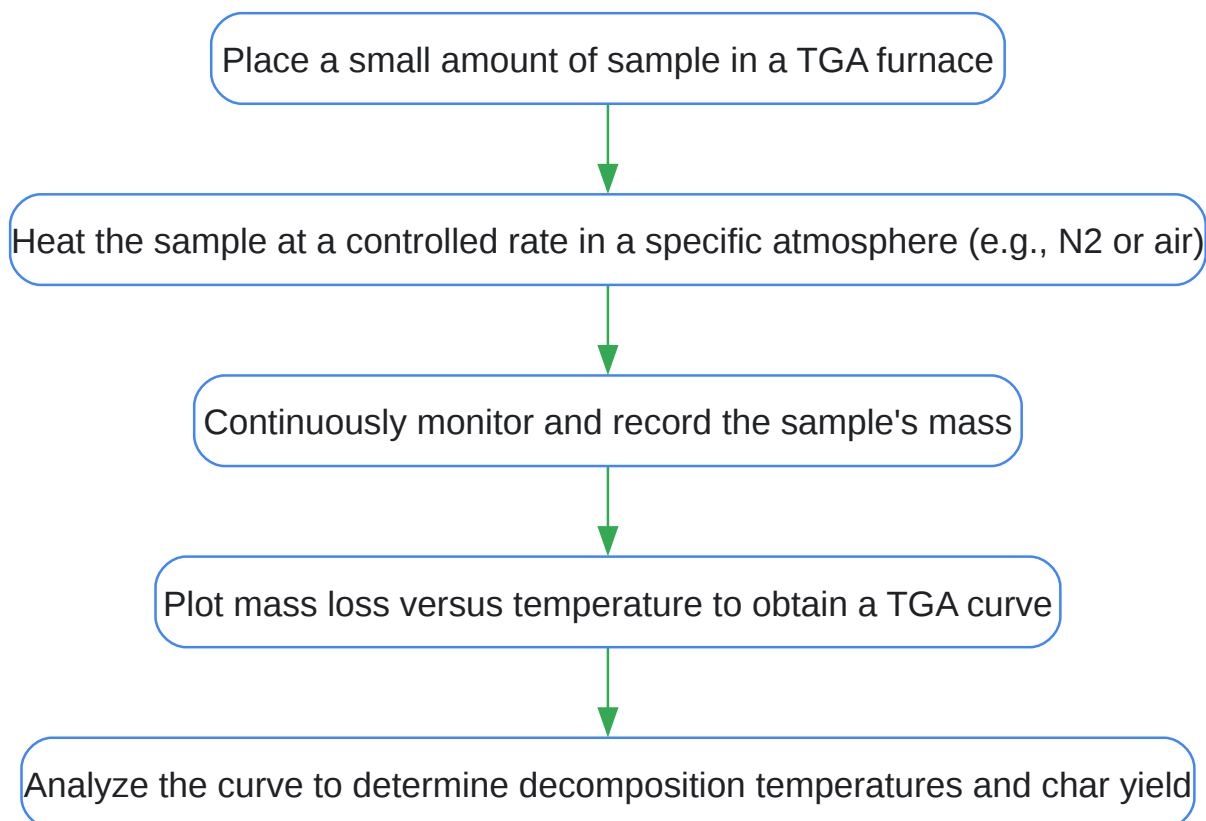 Place a small amount of sample in a TGA furnace
Heat the sample at a controlled rate in a specific atmosphere (e.g., N2 or air)
Continuously monitor and record the sample's mass
Plot mass loss versus temperature to obtain a TGA curve
Analyze the curve to determine decomposition temperatures and char yield